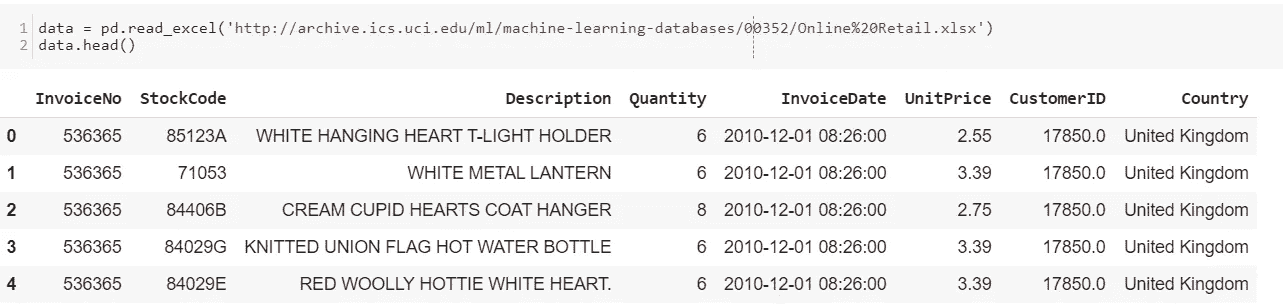 1 data = pd.read_excel('http://archive.ics.uci.edu/ml/machine-learning-databases/00352/Online%20Retail.xlsx')
2 data.head()
InvoiceNo StockCode Description Quantity InvoiceDate UnitPrice CustomerID Country
0 536365 85123A WHITE HANGING HEART T-LIGHT HOLDER 6 2010-12-01 08:26:00 2.55 17850.0 United Kingdom
1 536365 71053 WHITE METAL LANTERN 6 2010-12-01 08:26:00 3.39 17850.0 United Kingdom
2 536365 84406B CREAM CUPID HEARTS COAT HANGER 8 2010-12-01 08:26:00 2.75 17850.0 United Kingdom
3 536365 84029G KNITTED UNION FLAG HOT WATER BOTTLE 6 2010-12-01 08:26:00 3.39 17850.0 United Kingdom
4 536365 84029E RED WOOLLY HOTTIE WHITE HEART. 6 2010-12-01 08:26:00 3.39 17850.0 United Kingdom